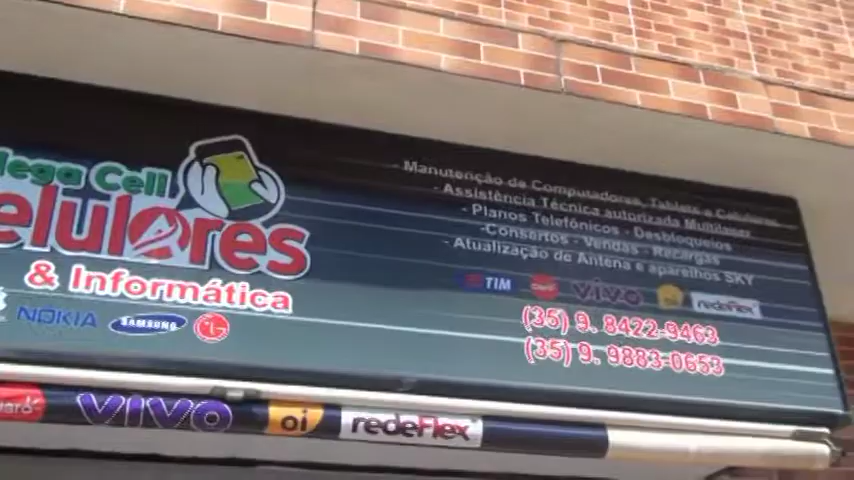 Mega Cell
elulares
& Informática
NOKIA SAMSUNG LG
Manutenção de Computadores, Tablets e Celulares
-Assistência Técnica autorizada Multilaser
-Planos Telefônicos - Desbloqueios
-Consertos - Vendas - Recargas
-Atualização de Antena e aparelhos SKY
TIM Claro VIVO oi redeFlex
(35) 9. 8422-9463
(35) 9. 9883-0653
Claro VIVO oi redeFlex